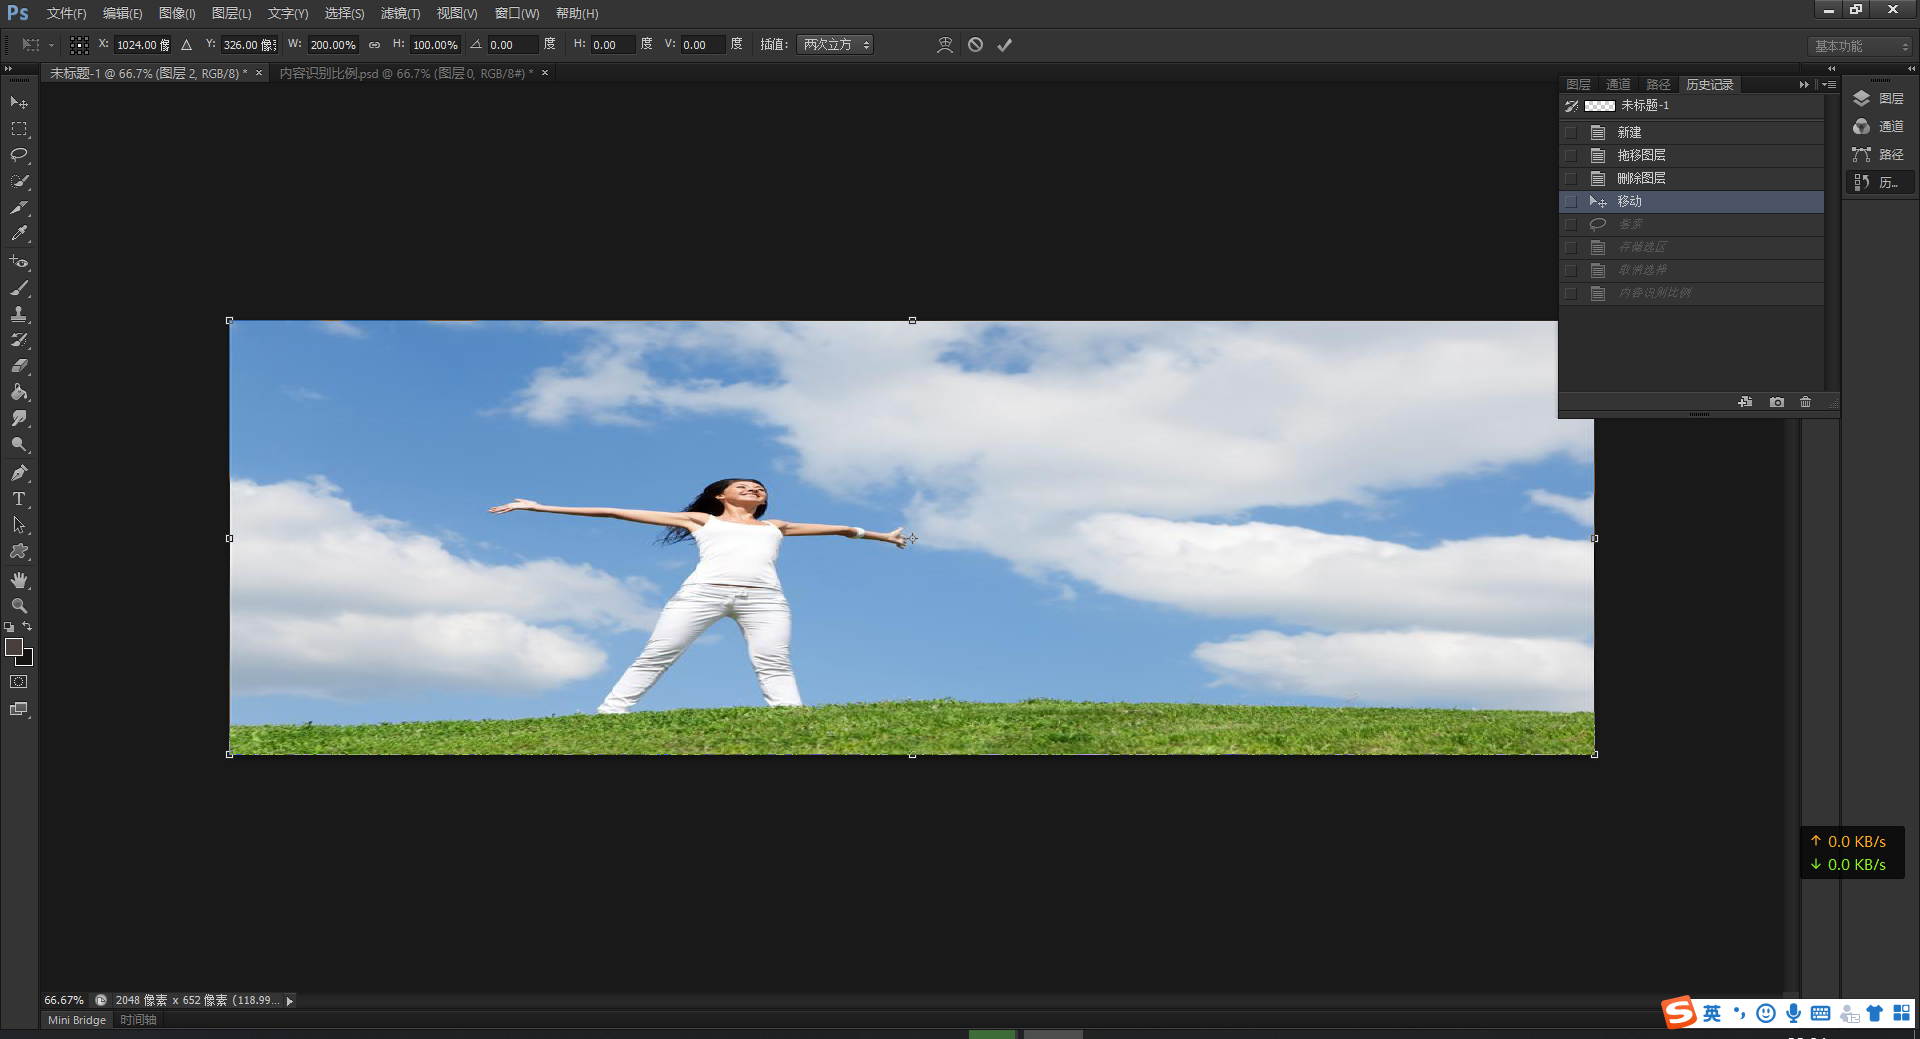 Ps 文件(F) 编辑(E) 图像(I) 图层(L) 文字(Y) 选择(S) 滤镜(T) 视图(V) 窗口(W) 帮助(H)
X: 1024.00 像 Y: 326.00 像素 W: 200.00% H: 100.00% 0.00 度 H: 0.00 度 V: 0.00 度 插值: 两次立方
基本功能
未标题-1 @ 66.7% (图层 2, RGB/8) * × 内容识别比例.psd @ 66.7% (图层 0, RGB/8#) * ×
图层 通道 路径 历史记录
未标题-1
新建
拖移图层
删除图层
移动
套索
存储选区
取消选择
内容识别比例
图层
通道
路径
历...
T
↑ 0.0 KB/s
↓ 0.0 KB/s
66.67% 2048 像素 x 652 像素 (118.99...
Mini Bridge 时间轴
S 英